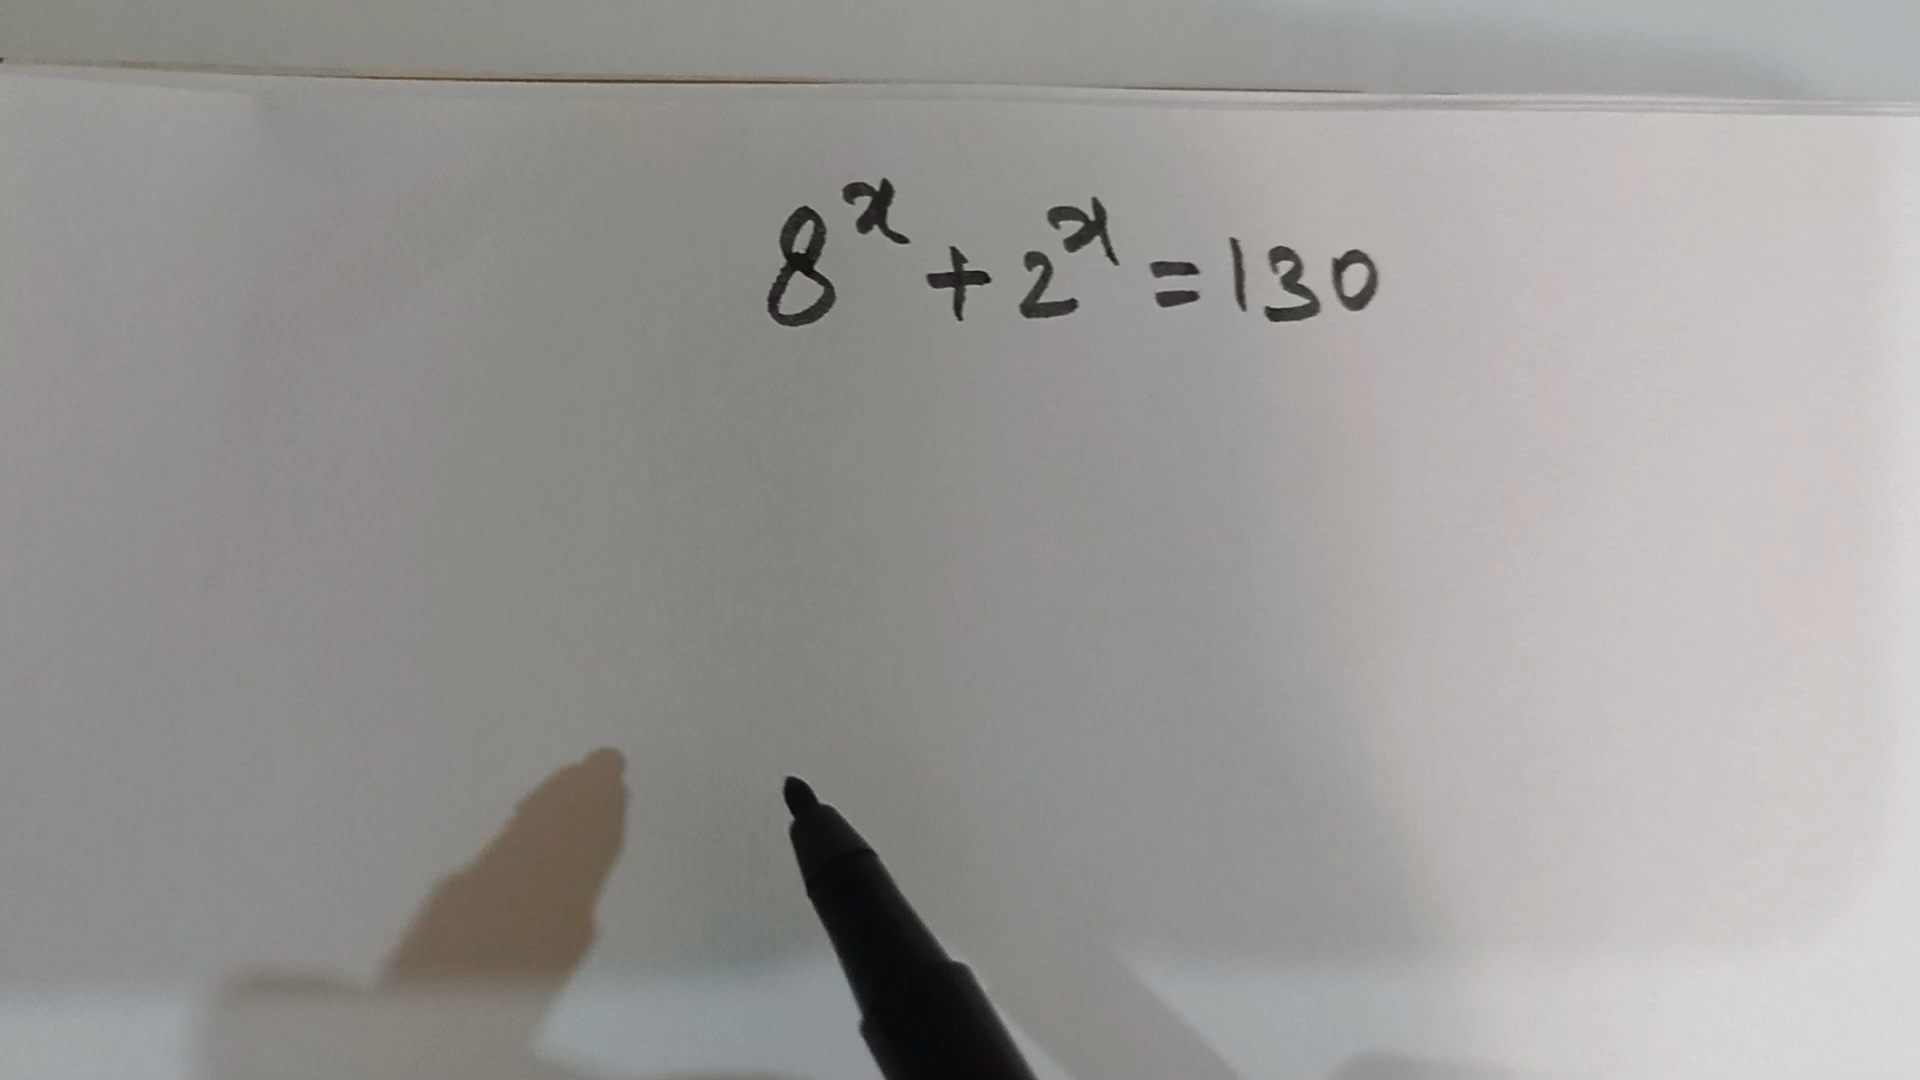 8^x + 2^x = 130